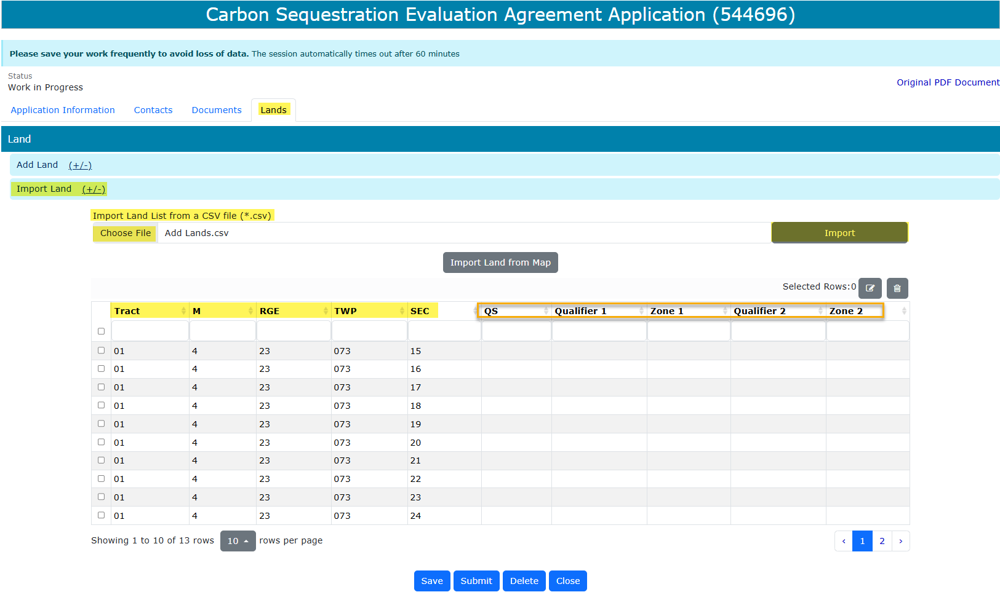 Carbon Sequestration Evaluation Agreement Application (544696)
Please save your work frequently to avoid loss of data. The session automatically times out after 60 minutes
Status
Work in Progress
Original PDF Document
Application Information Contacts Documents Lands
Land
Add Land (+/-)
Import Land (+/-)
Import Land List from a CSV file (*.csv)
Choose File Add Lands.csv Import
Import Land from Map
Selected Rows:0
Tract M RGE TWP SEC QS Qualifier 1 Zone 1 Qualifier 2 Zone 2
01 4 23 073 15
01 4 23 073 16
01 4 23 073 17
01 4 23 073 18
01 4 23 073 19
01 4 23 073 20
01 4 23 073 21
01 4 23 073 22
01 4 23 073 23
01 4 23 073 24
Showing 1 to 10 of 13 rows 10 rows per page ‹ 1 2 ›
Save Submit Delete Close